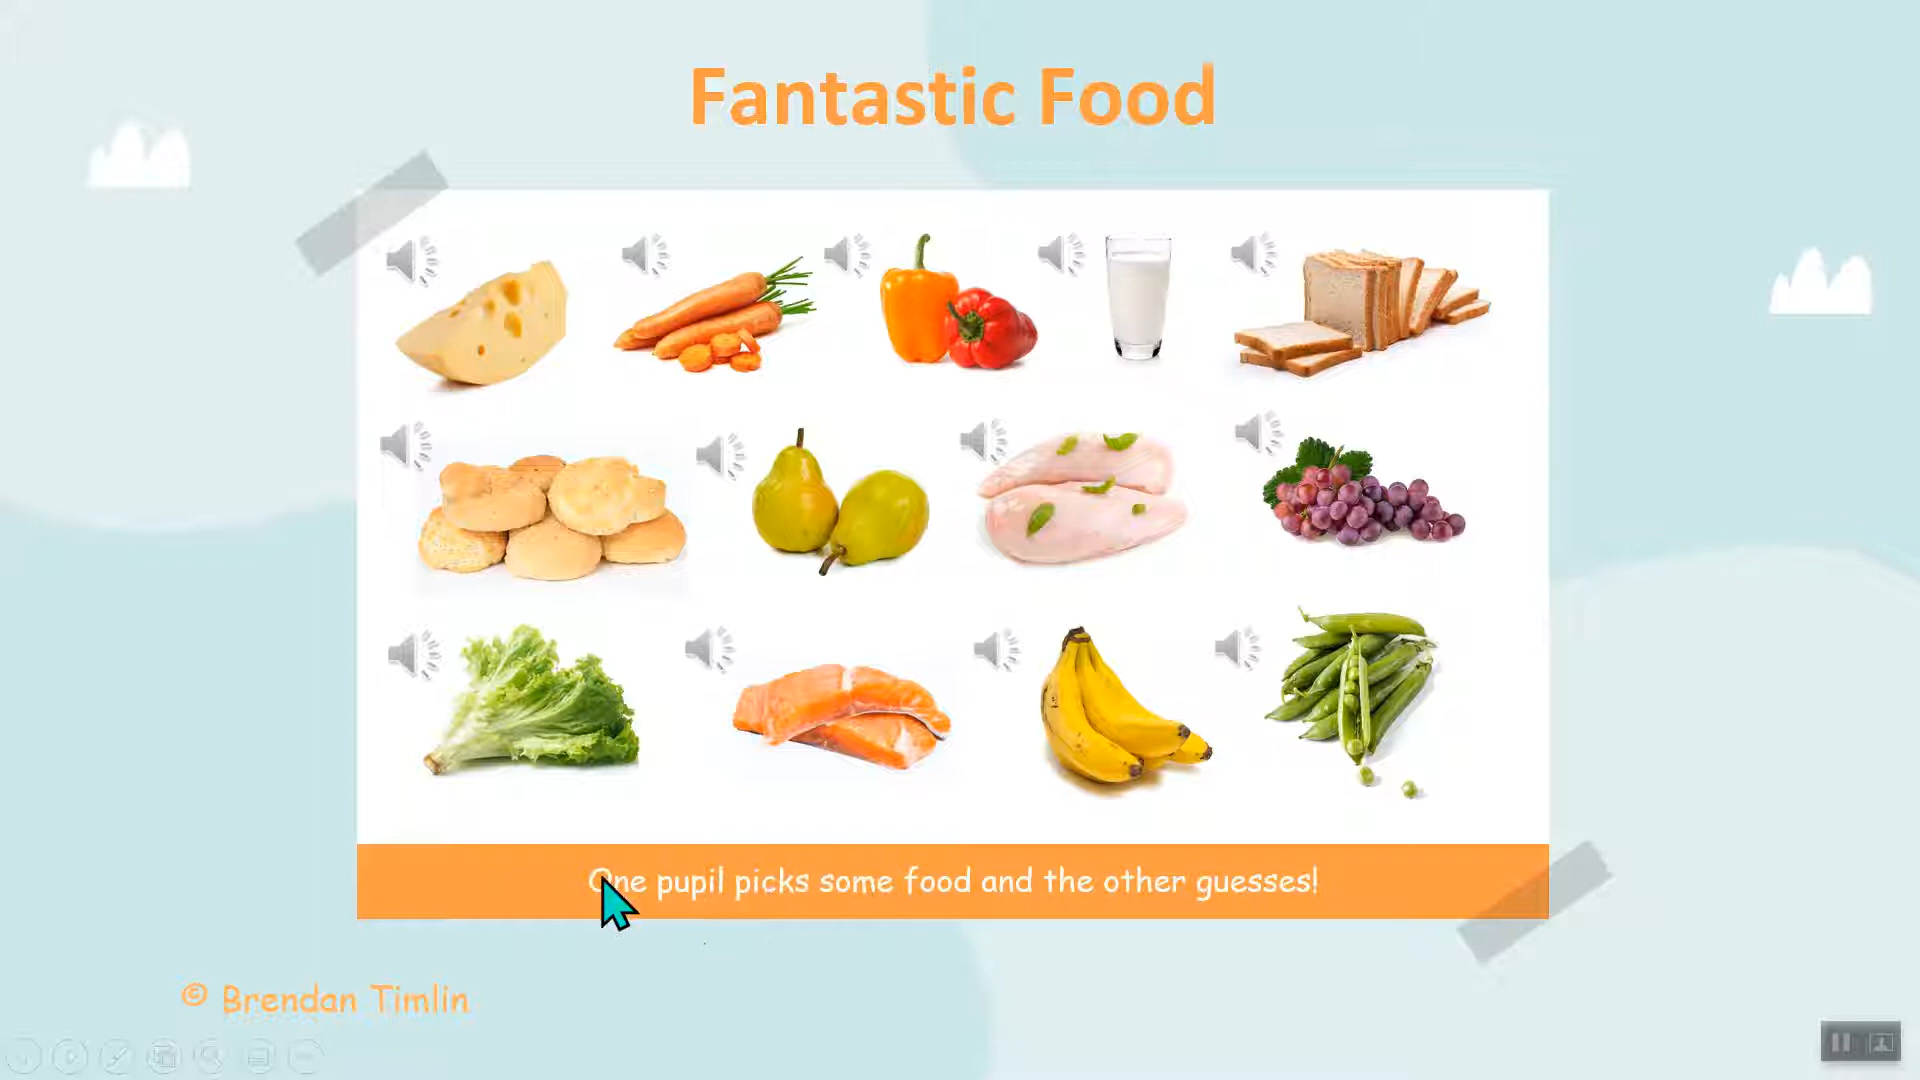 Fantastic Food
One pupil picks some food and the other guesses!
© Brendan Timlin